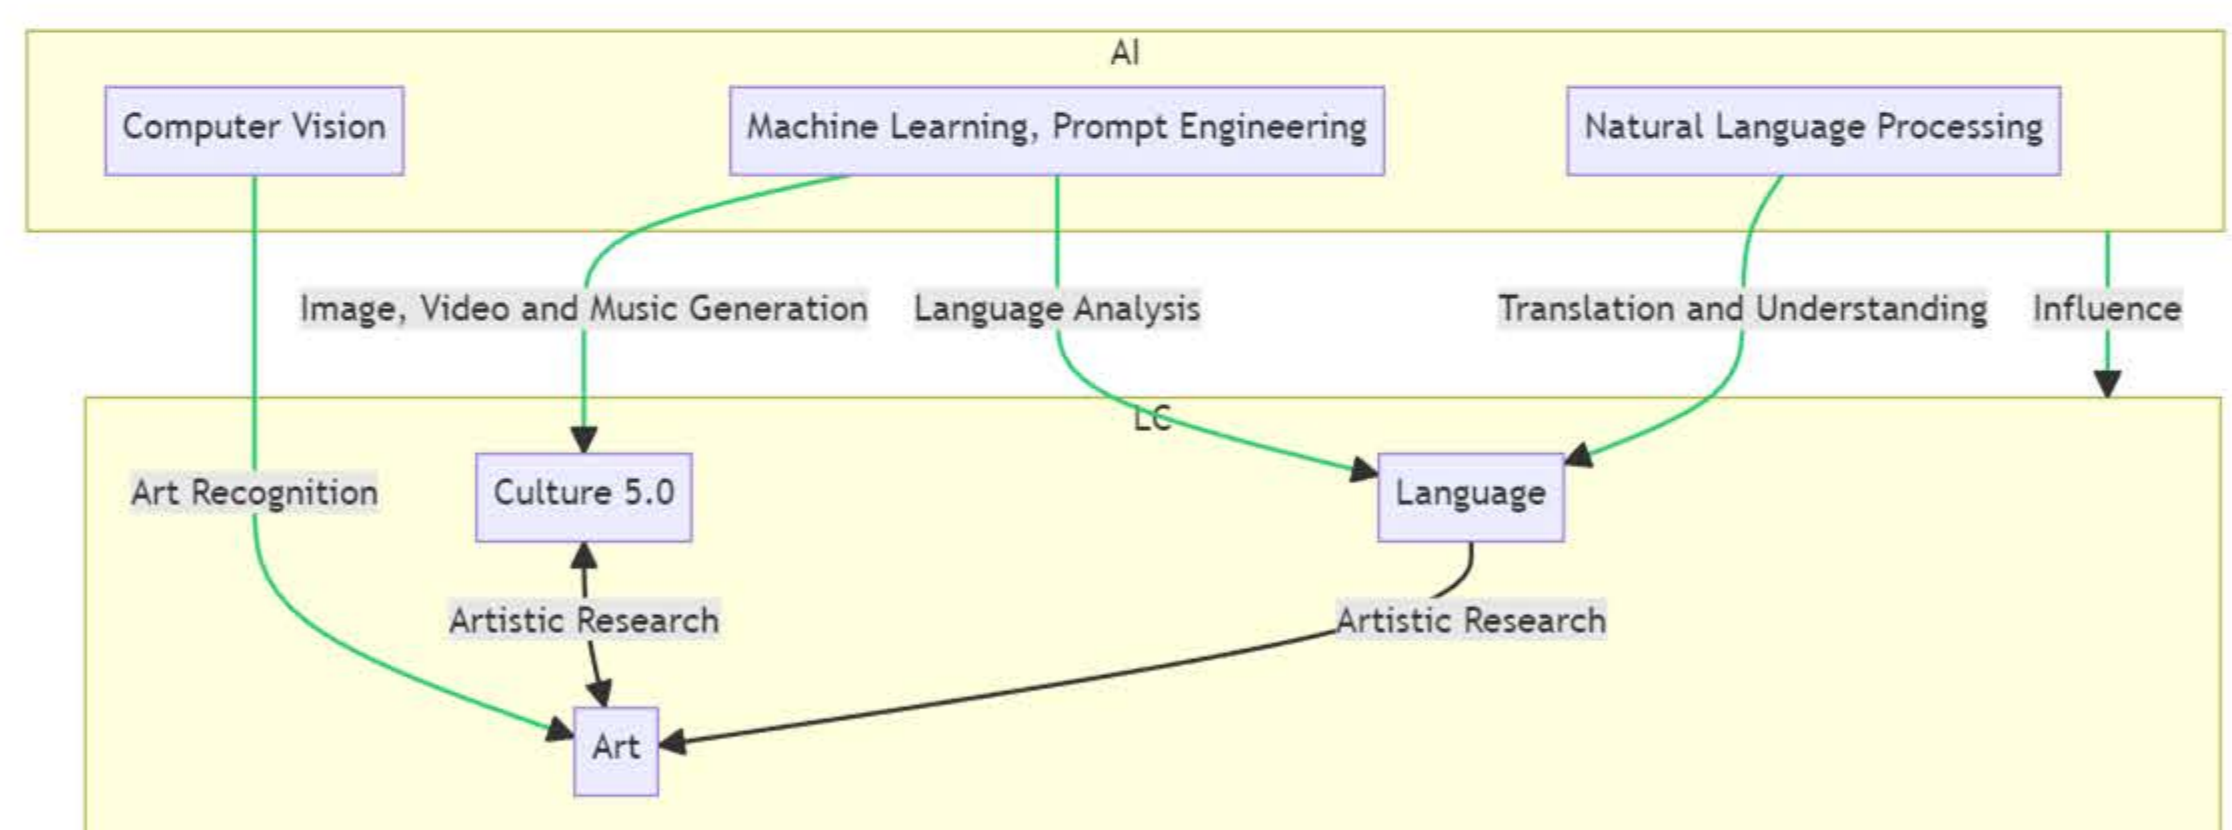 AI
Computer Vision
Machine Learning, Prompt Engineering
Natural Language Processing
Image, Video and Music Generation
Language Analysis
Translation and Understanding
Influence
LC
Art Recognition
Culture 5.0
Language
Artistic Research
Artistic Research
Art